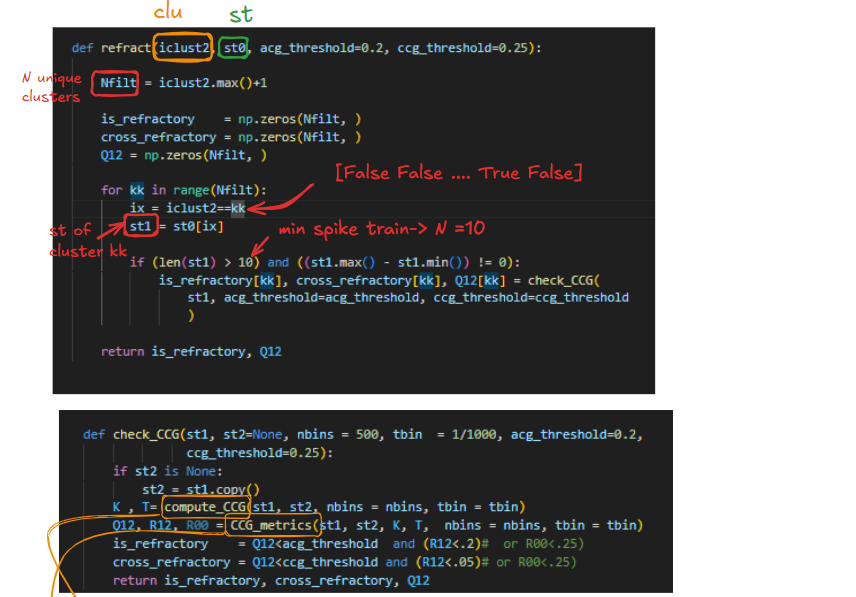 clu st
def refract(iclust2, st0, acg_threshold=0.2, ccg_threshold=0.25):
N unique
clusters
Nfilt = iclust2.max()+1
is_refractory    = np.zeros(Nfilt, )
cross_refractory = np.zeros(Nfilt, )
Q12 = np.zeros(Nfilt, )
[False False .... True False]
for kk in range(Nfilt):
ix = iclust2==kk
st1 = st0[ix]
st of
cluster kk
min spike train-> N =10
if (len(st1) > 10) and ((st1.max() - st1.min()) != 0):
is_refractory[kk], cross_refractory[kk], Q12[kk] = check_CCG(
st1, acg_threshold=acg_threshold, ccg_threshold=ccg_threshold
)
return is_refractory, Q12
def check_CCG(st1, st2=None, nbins = 500, tbin  = 1/1000, acg_threshold=0.2,
ccg_threshold=0.25):
if st2 is None:
st2 = st1.copy()
K , T= compute_CCG(st1, st2, nbins = nbins, tbin = tbin)
Q12, R12, R00 = CCG_metrics(st1, st2, K, T,  nbins = nbins, tbin = tbin)
is_refractory    = Q12<acg_threshold  and (R12<.2)#  or R00<.25)
cross_refractory = Q12<ccg_threshold and (R12<.05)# or R00<.25)
return is_refractory, cross_refractory, Q12